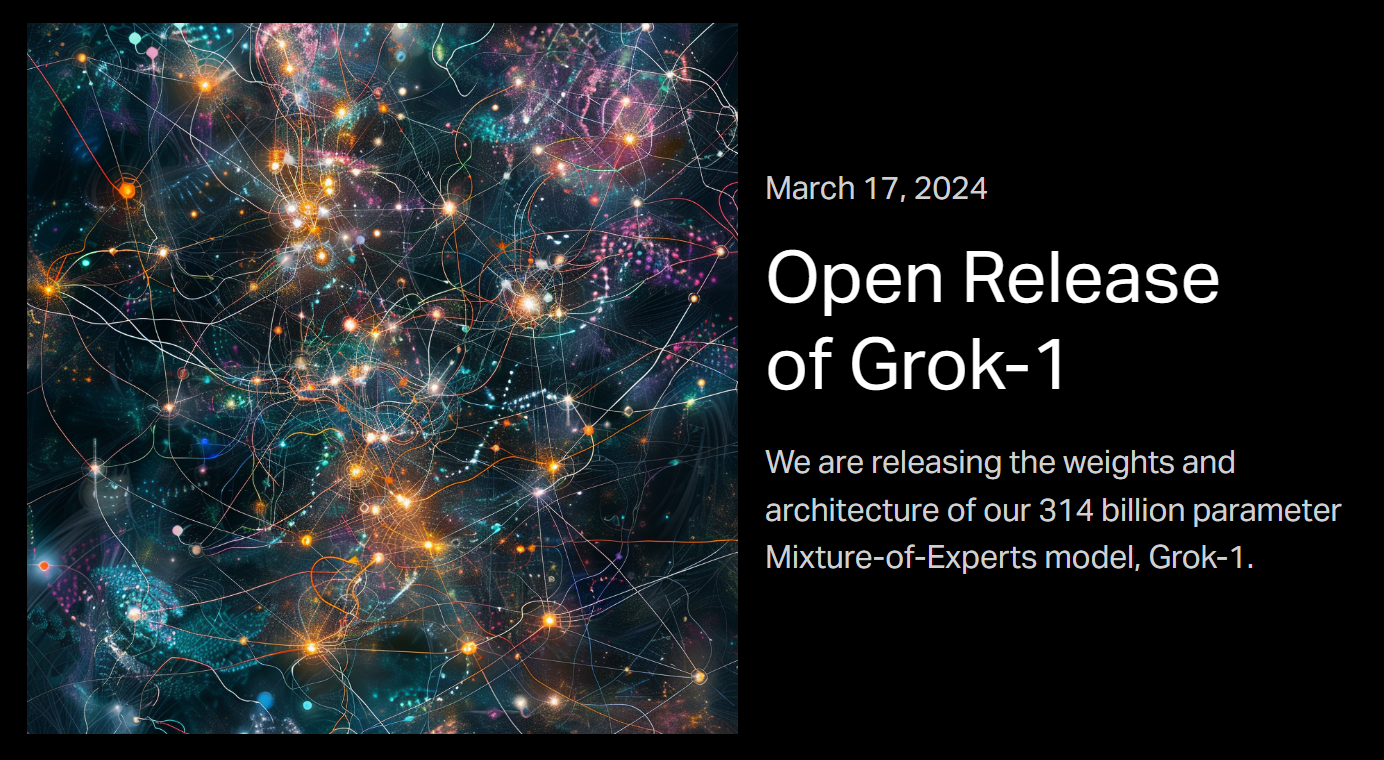 March 17, 2024
Open Release
of Grok-1
We are releasing the weights and
architecture of our 314 billion parameter
Mixture-of-Experts model, Grok-1.